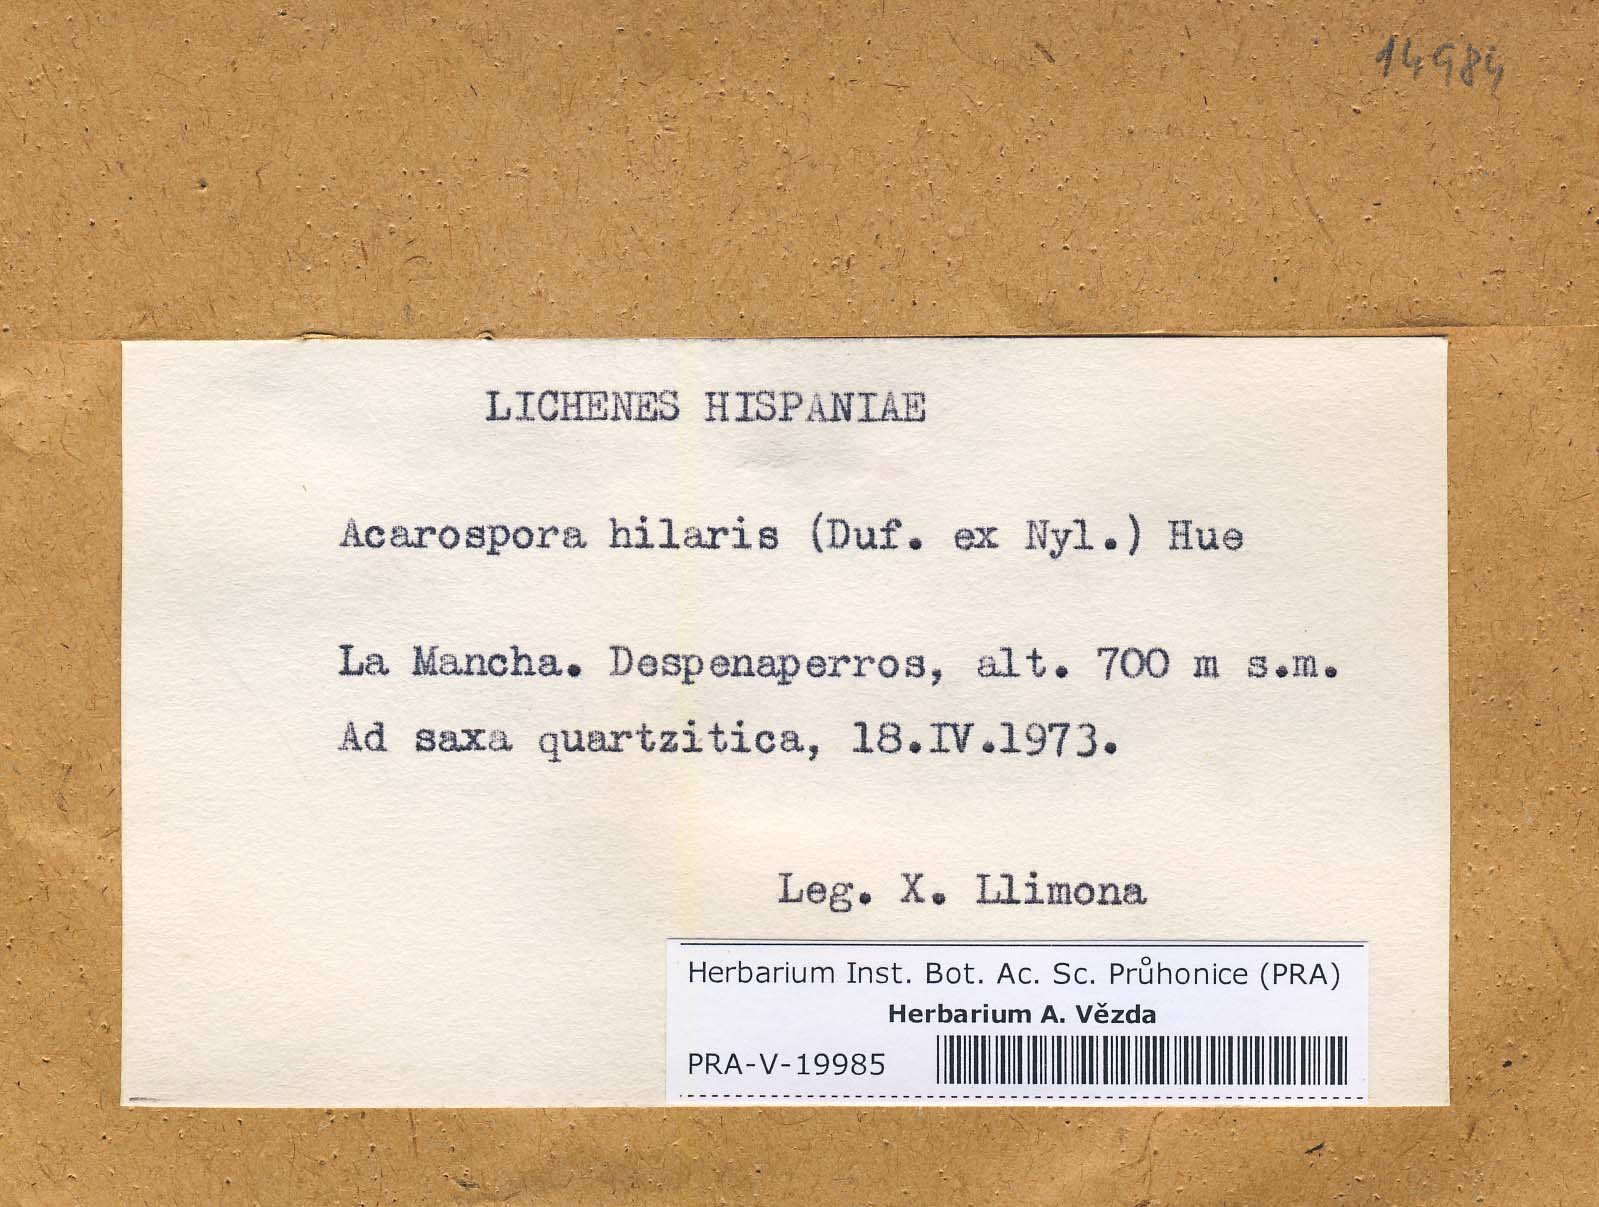 14984
LICHENES HISPANIAE
Acarospora hilaris (Duf. ex Nyl.) Hue
La Mancha. Despenaperros, alt. 700 m s.m.
Ad saxa quartzitica, 18.IV.1973.
Leg. X. Llimona
Herbarium Inst. Bot. Ac. Sc. Průhonice (PRA)
Herbarium A. Vězda
PRA-V-19985